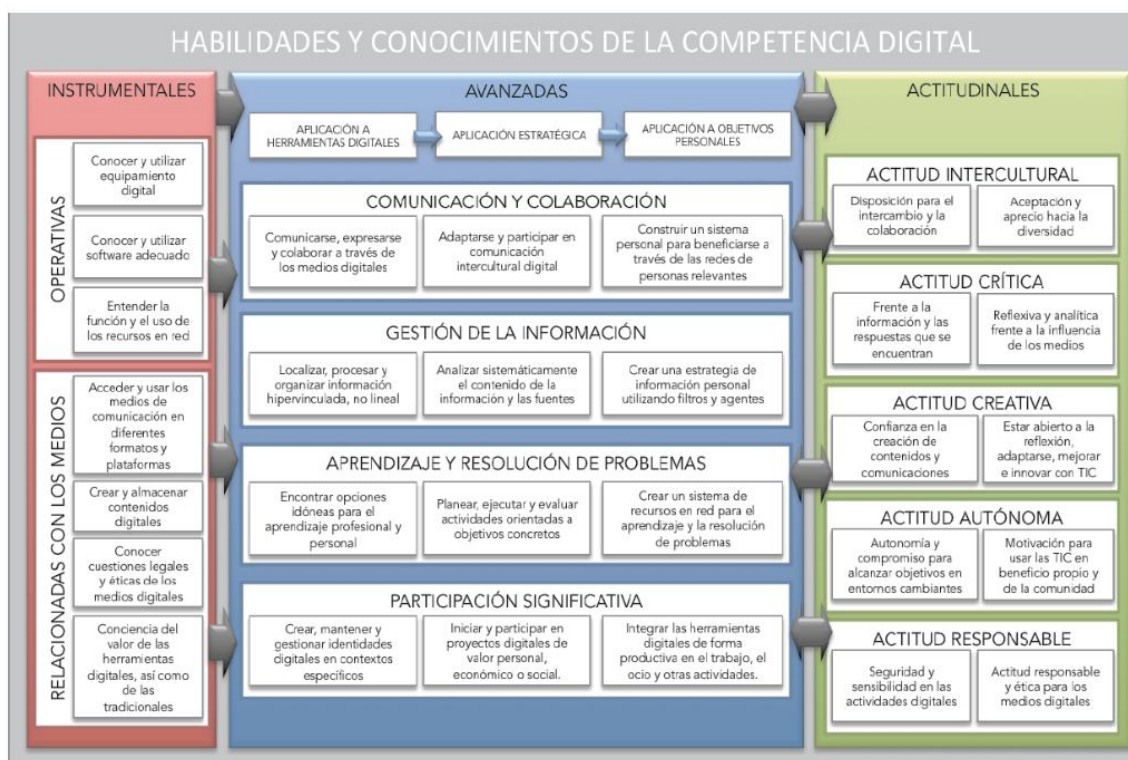 HABILIDADES Y CONOCIMIENTOS DE LA COMPETENCIA DIGITAL
INSTRUMENTALES
OPERATIVAS
Conocer y utilizar
equipamiento
digital
Conocer y utilizar
software adecuado
Entender la
función y el uso de
los recursos en red
RELACIONADAS CON LOS MEDIOS
Acceder y usar los
medios de
comunicación en
diferentes
formatos y
plataformas
Crear y almacenar
contenidos
digitales
Conocer
cuestiones legales
y éticas de los
medios digitales
Conciencia del
valor de las
herramientas
digitales, así como
de las
tradicionales
AVANZADAS
APLICACIÓN A
HERRAMIENTAS DIGITALES
APLICACIÓN ESTRATÉGICA
APLICACIÓN A OBJETIVOS
PERSONALES
COMUNICACIÓN Y COLABORACIÓN
Comunicarse, expresarse
y colaborar a través de
los medios digitales
Adaptarse y participar en
comunicación
intercultural digital
Construir un sistema
personal para beneficiarse a
través de las redes de
personas relevantes
GESTIÓN DE LA INFORMACIÓN
Localizar, procesar y
organizar información
hipervinculada, no lineal
Analizar sistemáticamente
el contenido de la
información y las fuentes
Crear una estrategia de
información personal
utilizando filtros y agentes
APRENDIZAJE Y RESOLUCIÓN DE PROBLEMAS
Encontrar opciones
idóneas para el
aprendizaje profesional y
personal
Planear, ejecutar y evaluar
actividades orientadas a
objetivos concretos
Crear un sistema de
recursos en red para el
aprendizaje y la resolución
de problemas
PARTICIPACIÓN SIGNIFICATIVA
Crear, mantener y
gestionar identidades
digitales en contextos
específicos
Iniciar y participar en
proyectos digitales de
valor personal,
económico o social.
Integrar las herramientas
digitales de forma
productiva en el trabajo, el
ocio y otras actividades.
ACTITUDINALES
ACTITUD INTERCULTURAL
Disposición para el
intercambio y la
colaboración
Aceptación y
aprecio hacia la
diversidad
ACTITUD CRÍTICA
Frente a la
información y las
respuestas que se
encuentran
Reflexiva y analítica
frente a la influencia
de los medios
ACTITUD CREATIVA
Confianza en la
creación de
contenidos y
comunicaciones
Estar abierto a la
reflexión,
adaptarse, mejorar
e innovar con TIC
ACTITUD AUTÓNOMA
Autonomía y
compromiso para
alcanzar objetivos en
entornos cambiantes
Motivación para
usar las TIC en
beneficio propio y
de la comunidad
ACTITUD RESPONSABLE
Seguridad y
sensibilidad en las
actividades digitales
Actitud responsable
y ética para los
medios digitales